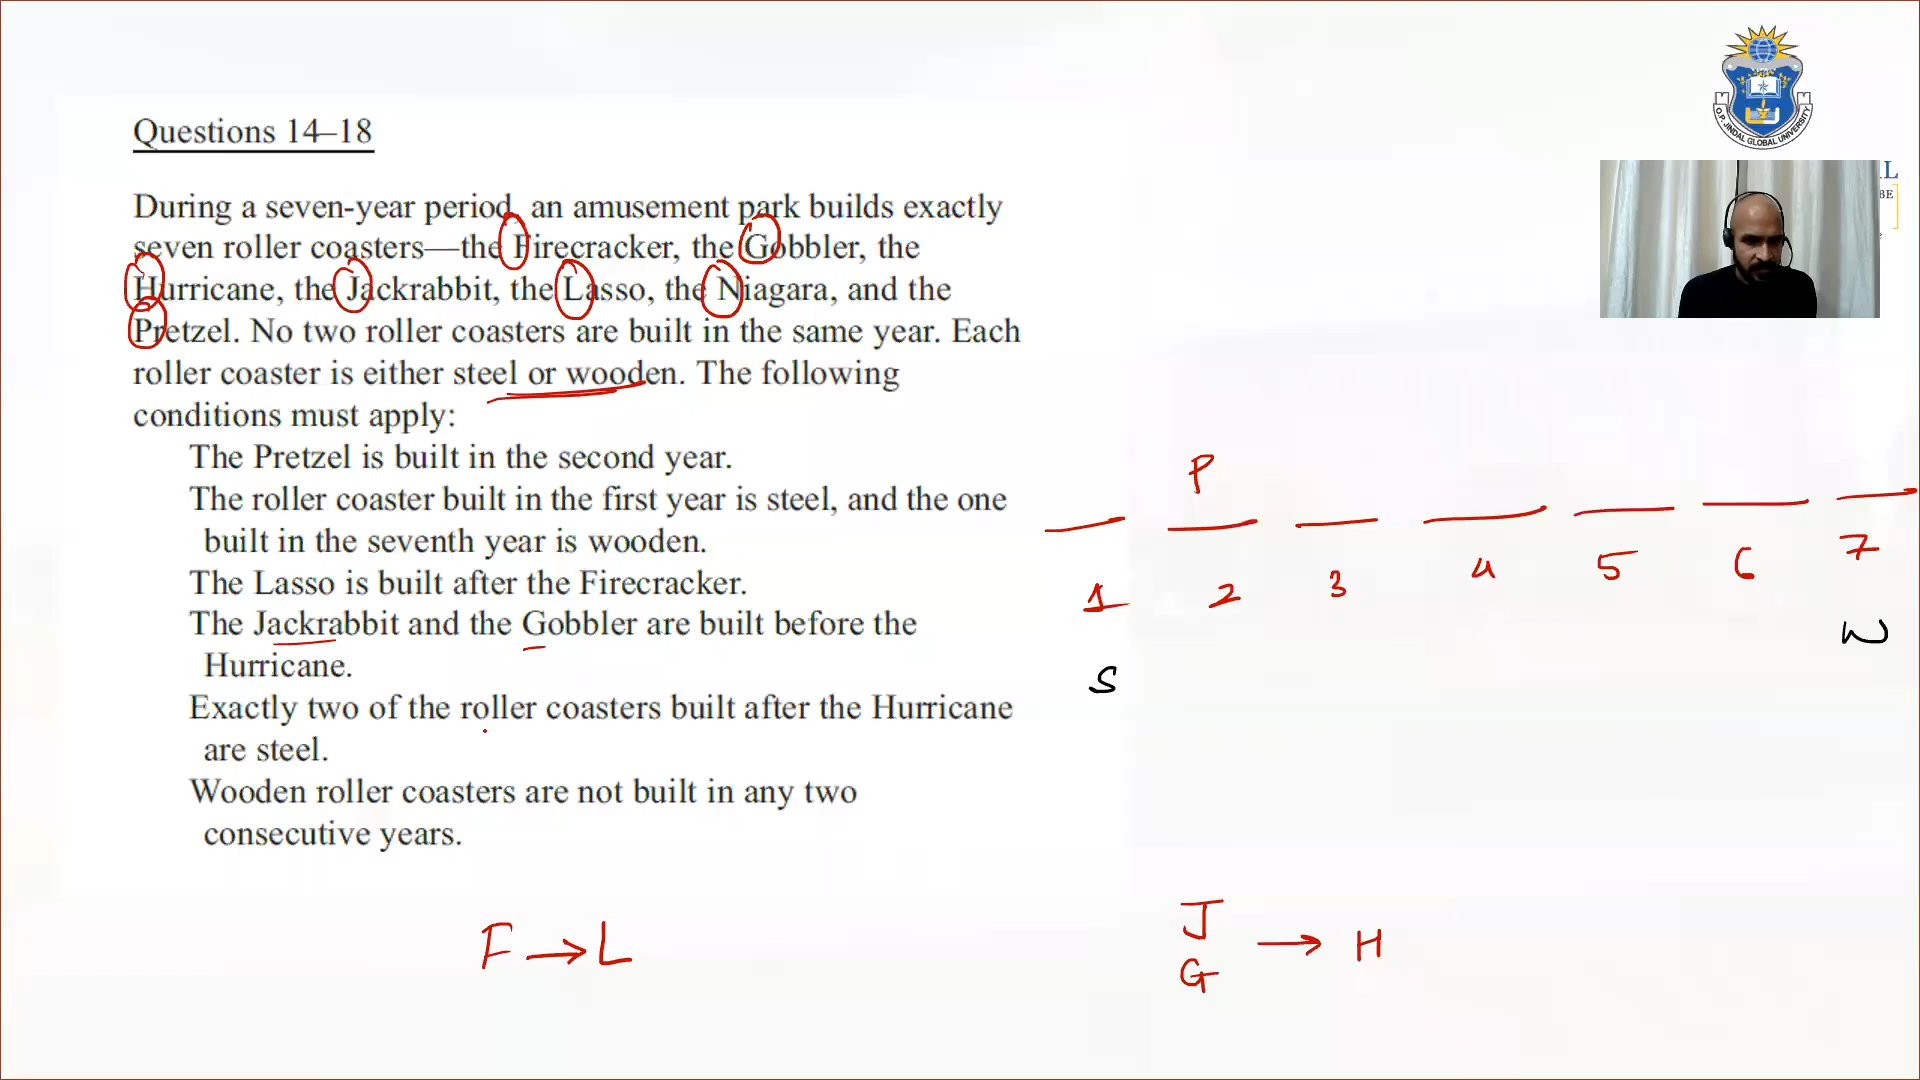 O.P. JINDAL GLOBAL UNIVERSITY
Questions 14–18
During a seven-year period, an amusement park builds exactly
seven roller coasters—the Firecracker, the Gobbler, the
Hurricane, the Jackrabbit, the Lasso, the Niagara, and the
Pretzel. No two roller coasters are built in the same year. Each
roller coaster is either steel or wooden. The following
conditions must apply:
The Pretzel is built in the second year.
The roller coaster built in the first year is steel, and the one
built in the seventh year is wooden.
The Lasso is built after the Firecracker.
The Jackrabbit and the Gobbler are built before the
Hurricane.
Exactly two of the roller coasters built after the Hurricane
are steel.
Wooden roller coasters are not built in any two
consecutive years.
P
1 2 3 4 5 6 7
S W
F → L
J
G → H